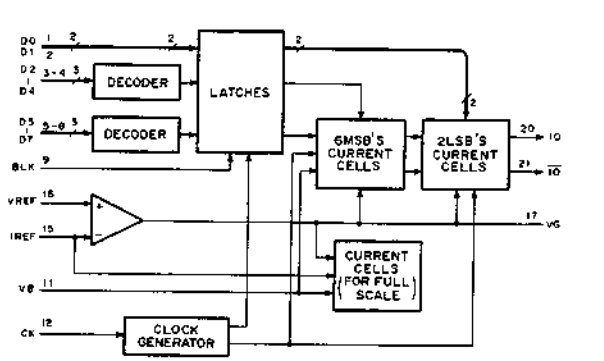 D0 1 2 2 2
D1 2
D2 3-4 3
D4
DECODER
LATCHES
2
D5 5-8 3
D7
DECODER
6MSB'S
CURRENT
CELLS
2LSB'S
CURRENT
CELLS
20 IO
21 IO
BLK 9
VREF 16
+
IREF 15
-
17 VG
CURRENT
CELLS
(FOR FULL
SCALE)
VB 11
CK 12
CLOCK
GENERATOR